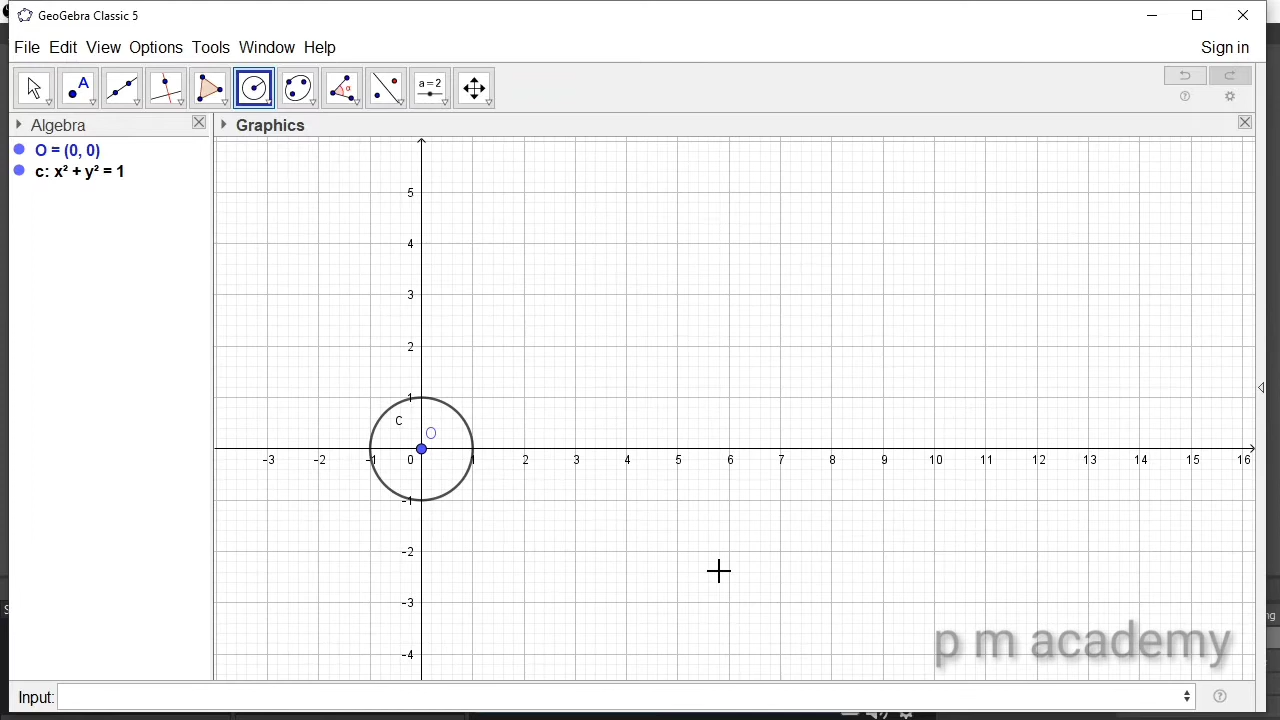 GeoGebra Classic 5
File Edit View Options Tools Window Help Sign in
A α a = 2
Algebra
Graphics
O = (0, 0)
c: x² + y² = 1
5
4
3
2
1
c
O
-3 -2 -1 0 1 2 3 4 5 6 7 8 9 10 11 12 13 14 15 16
-1
-2
-3
-4
p m academy
Input: